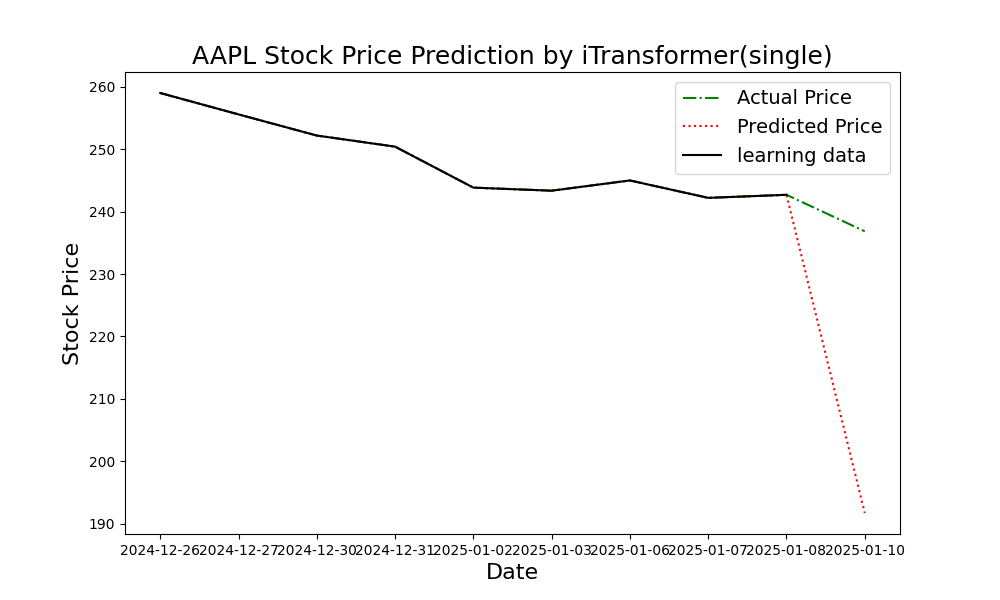 AAPL Stock Price Prediction by iTransformer(single)
Actual Price
Predicted Price
learning data
260
250
240
230
220
210
200
190
Stock Price
2024-12-26 2024-12-27 2024-12-30 2024-12-31 2025-01-02 2025-01-03 2025-01-06 2025-01-07 2025-01-08 2025-01-10
Date